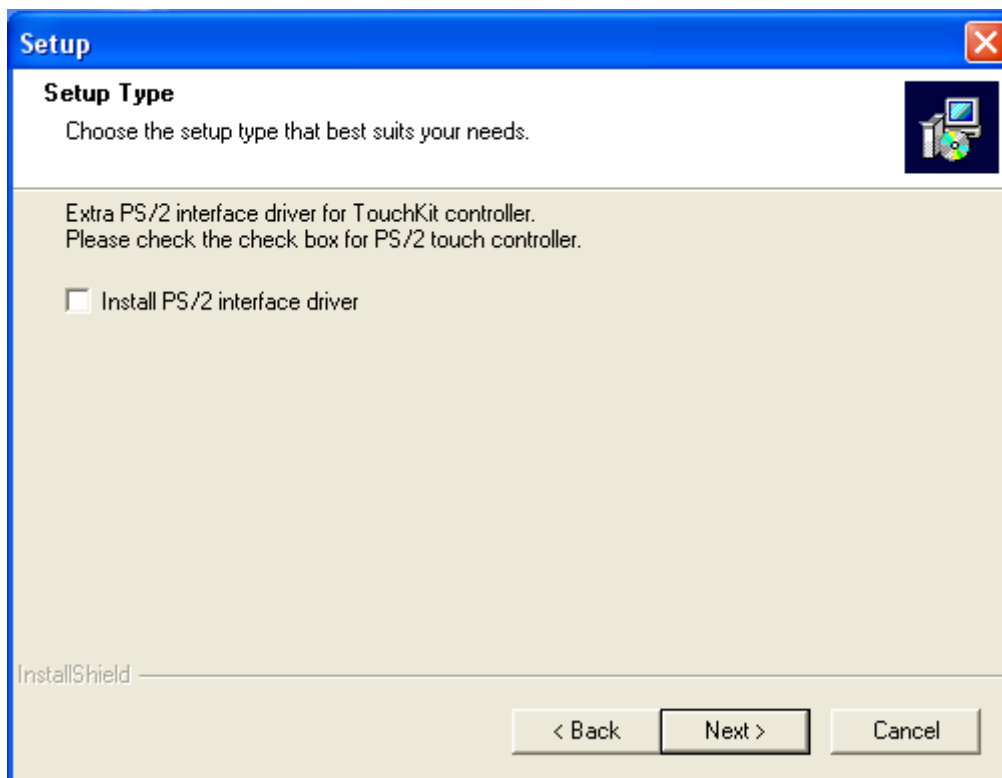 Setup
Setup Type
Choose the setup type that best suits your needs.
Extra PS/2 interface driver for TouchKit controller.
Please check the check box for PS/2 touch controller.
Install PS/2 interface driver
InstallShield
< Back Next > Cancel